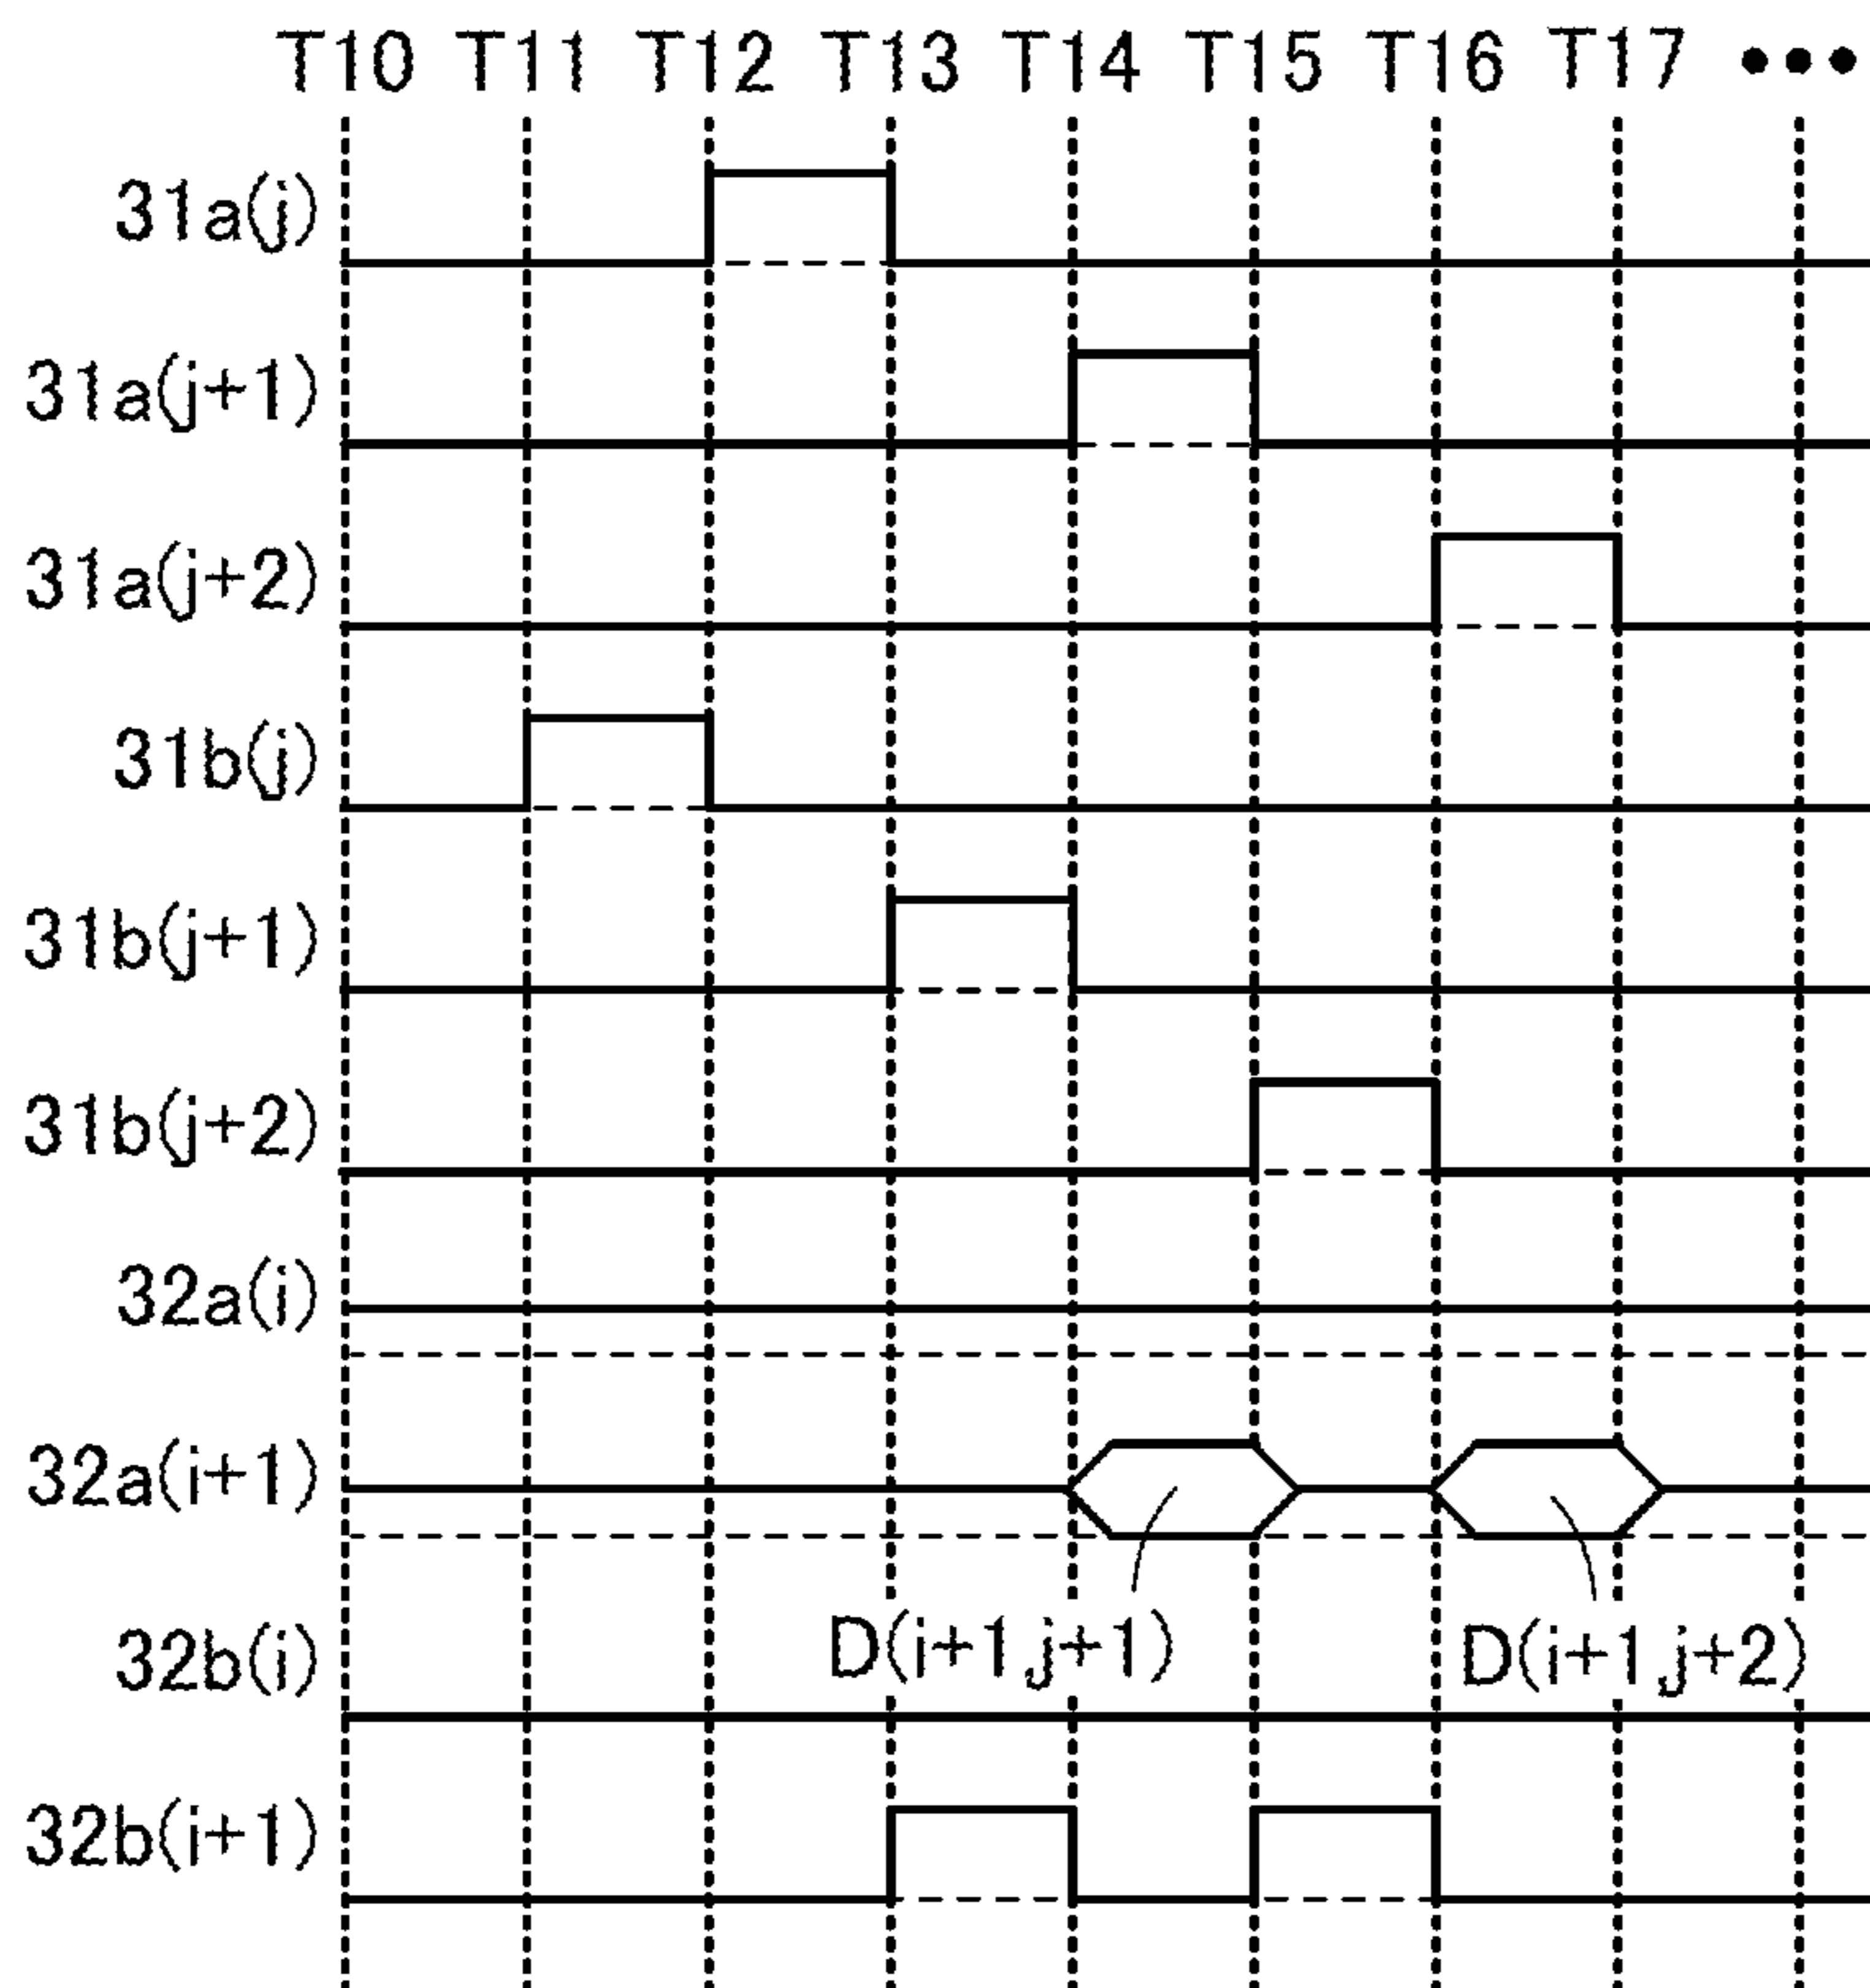 T10 T11 T12 T13 T14 T15 T16 T17 •••
31a(j)
31a(j+1)
31a(j+2)
31b(j)
31b(j+1)
31b(j+2)
32a(i)
32a(i+1)
D(i+1,j+1) D(i+1,j+2)
32b(i)
32b(i+1)